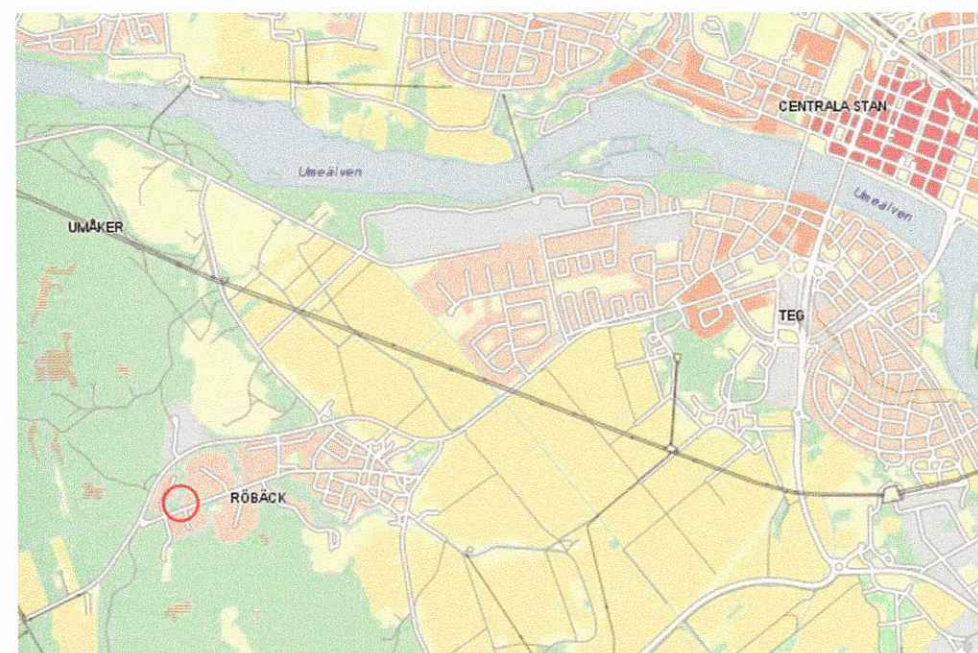 CENTRALA STAN
Umeälven
Umeälven
UMÅKER
TEG
RÖBÄCK